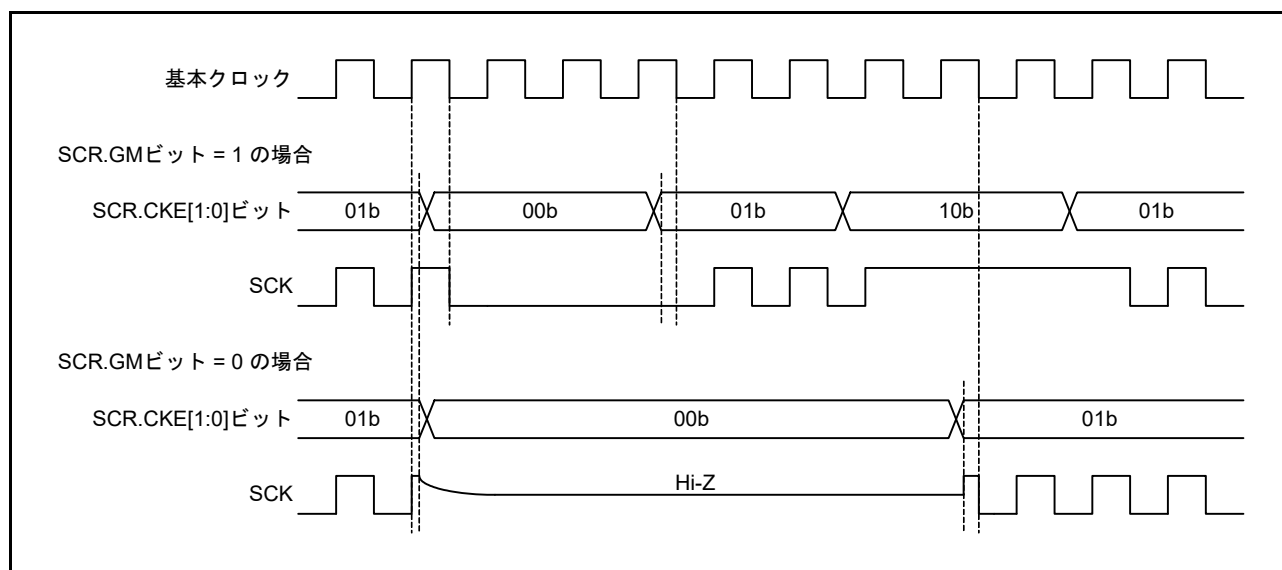 基本クロック
SCR.GMビット = 1 の場合
SCR.CKE[1:0]ビット 01b 00b 01b 10b 01b
SCK
SCR.GMビット = 0 の場合
SCR.CKE[1:0]ビット 01b 00b 01b
SCK Hi-Z